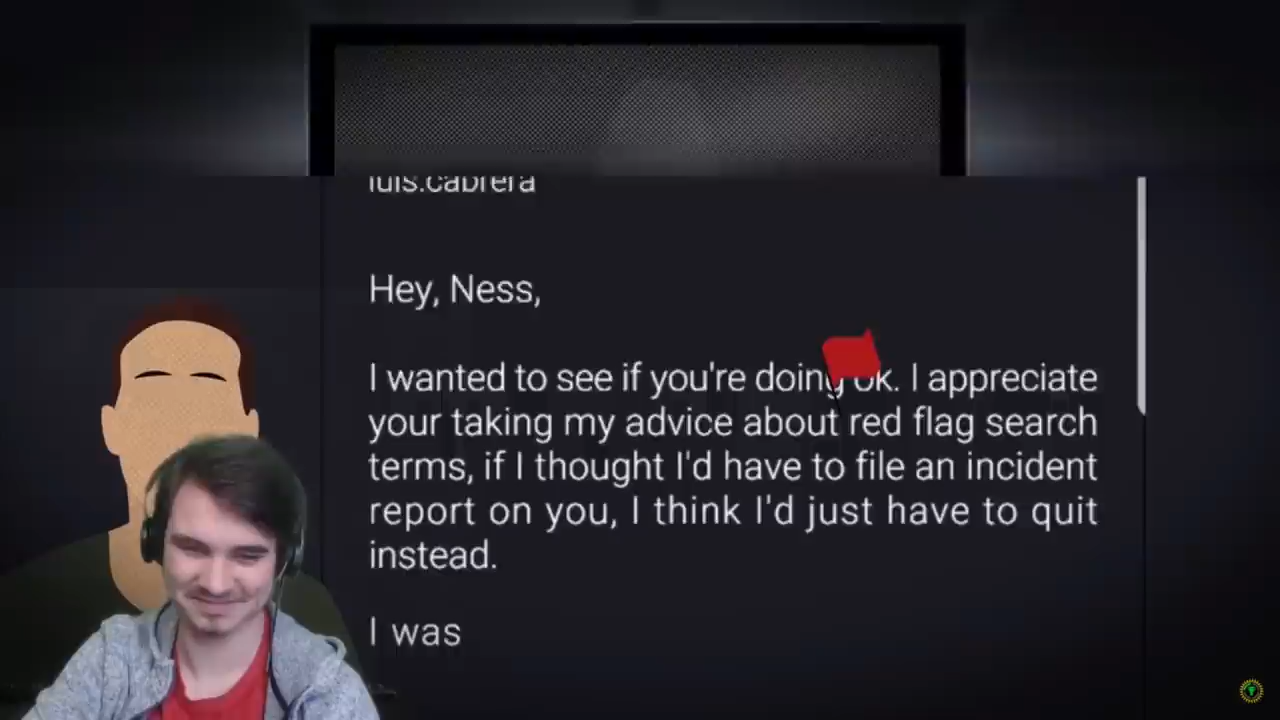 luis.cabrera
Hey, Ness,
I wanted to see if you're doing ok. I appreciate
your taking my advice about red flag search
terms, if I thought I'd have to file an incident
report on you, I think I'd just have to quit
instead.
I was